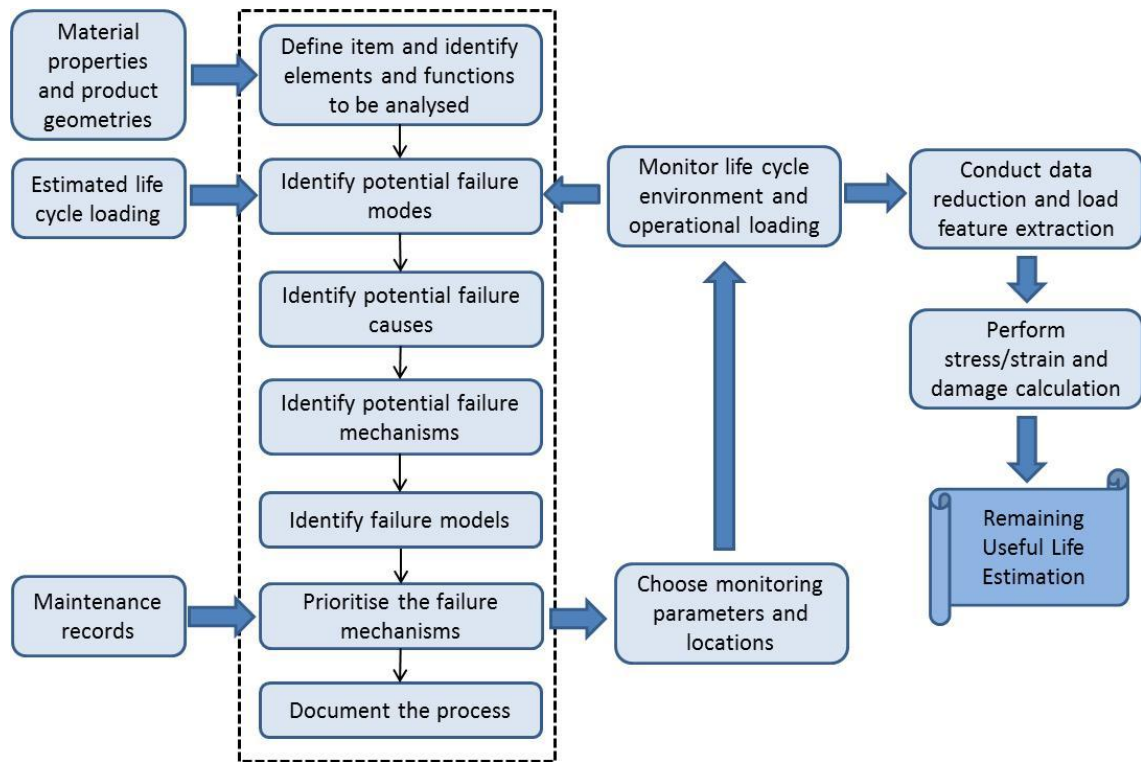 Material
properties
and product
geometries
Define item and identify
elements and functions
to be analysed
Estimated life
cycle loading
Identify potential failure
modes
Monitor life cycle
environment and
operational loading
Conduct data
reduction and load
feature extraction
Identify potential failure
causes
Perform
stress/strain and
damage calculation
Identify potential failure
mechanisms
Identify failure models
Remaining
Useful Life
Estimation
Maintenance
records
Prioritise the failure
mechanisms
Choose monitoring
parameters and
locations
Document the process